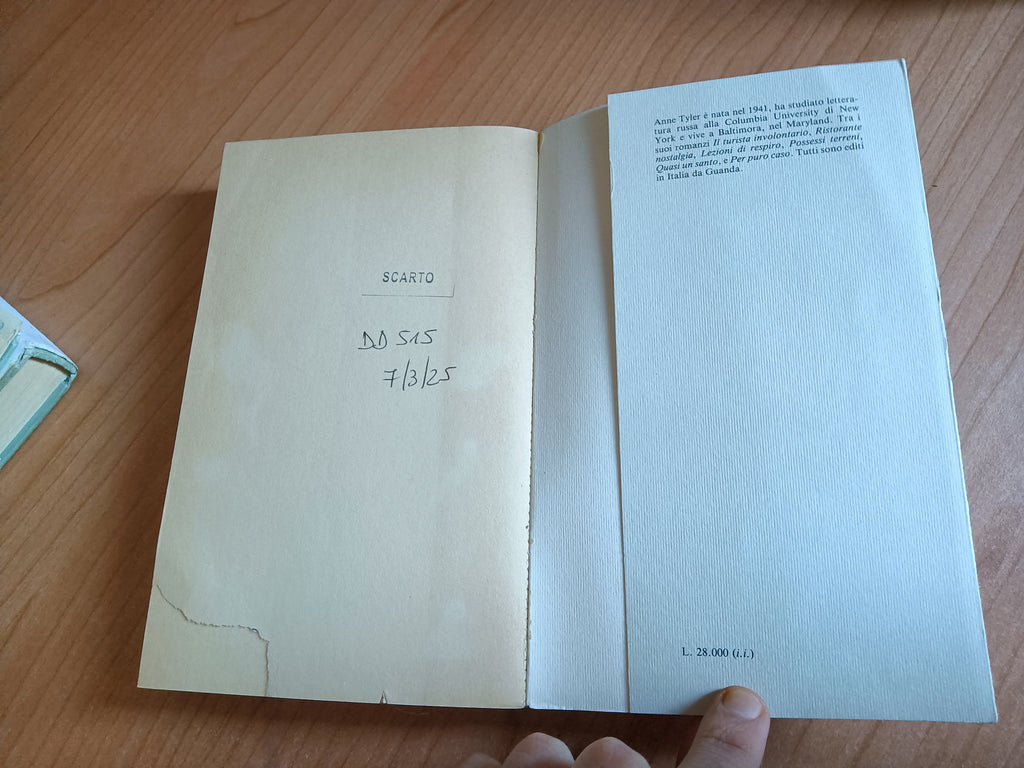 SCARTO
DD 515
7/3/25
Anne Tyler è nata nel 1941, ha studiato lettera-
tura russa alla Columbia University di New
York e vive a Baltimora, nel Maryland. Tra i
suoi romanzi Il turista involontario, Ristorante
nostalgia, Lezioni di respiro, Possessi terreni,
Quasi un santo, e Per puro caso. Tutti sono editi
in Italia da Guanda.
L. 28.000 (i.i.)